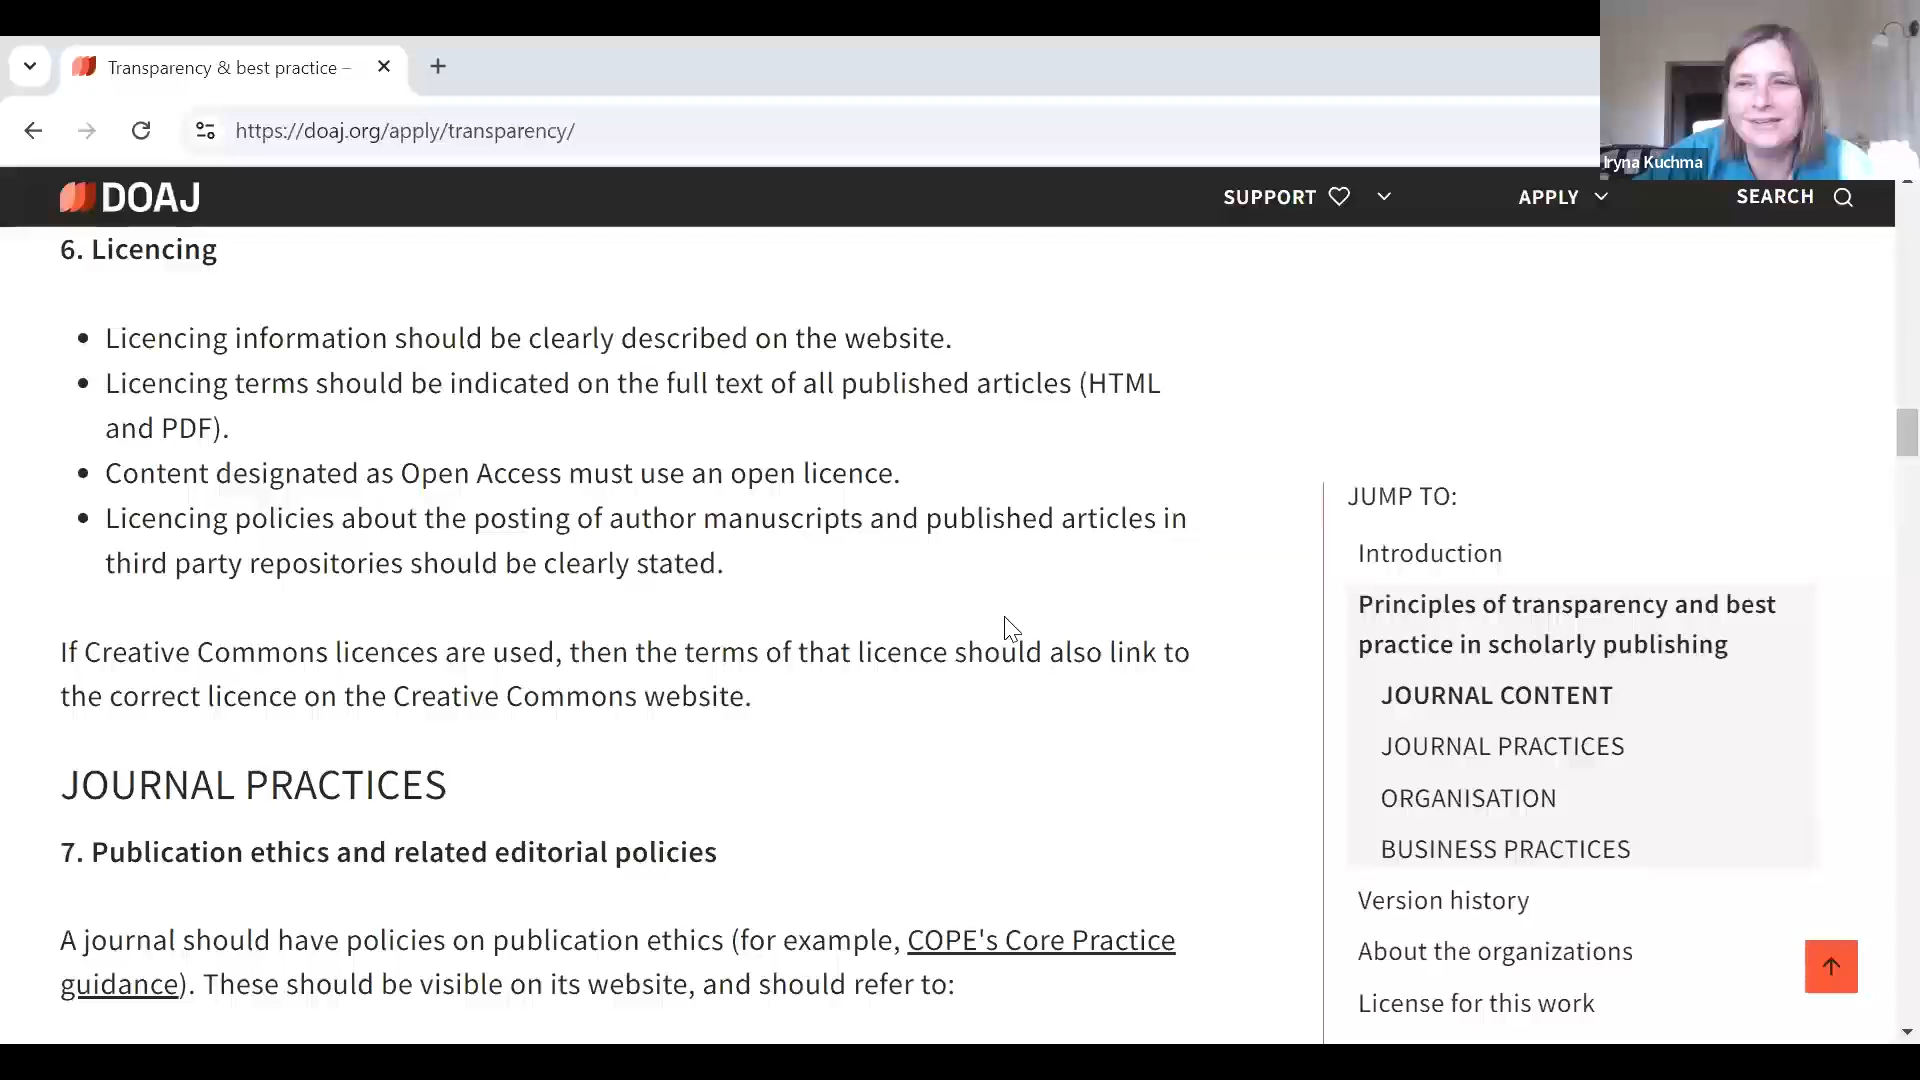 Transparency & best practice –
https://doaj.org/apply/transparency/
Iryna Kuchma
DOAJ
SUPPORT
APPLY
SEARCH
6. Licencing
• Licencing information should be clearly described on the website.
• Licencing terms should be indicated on the full text of all published articles (HTML
and PDF).
• Content designated as Open Access must use an open licence.
• Licencing policies about the posting of author manuscripts and published articles in
third party repositories should be clearly stated.
If Creative Commons licences are used, then the terms of that licence should also link to
the correct licence on the Creative Commons website.
JOURNAL PRACTICES
7. Publication ethics and related editorial policies
A journal should have policies on publication ethics (for example, COPE's Core Practice
guidance). These should be visible on its website, and should refer to:
JUMP TO:
Introduction
Principles of transparency and best
practice in scholarly publishing
JOURNAL CONTENT
JOURNAL PRACTICES
ORGANISATION
BUSINESS PRACTICES
Version history
About the organizations
License for this work